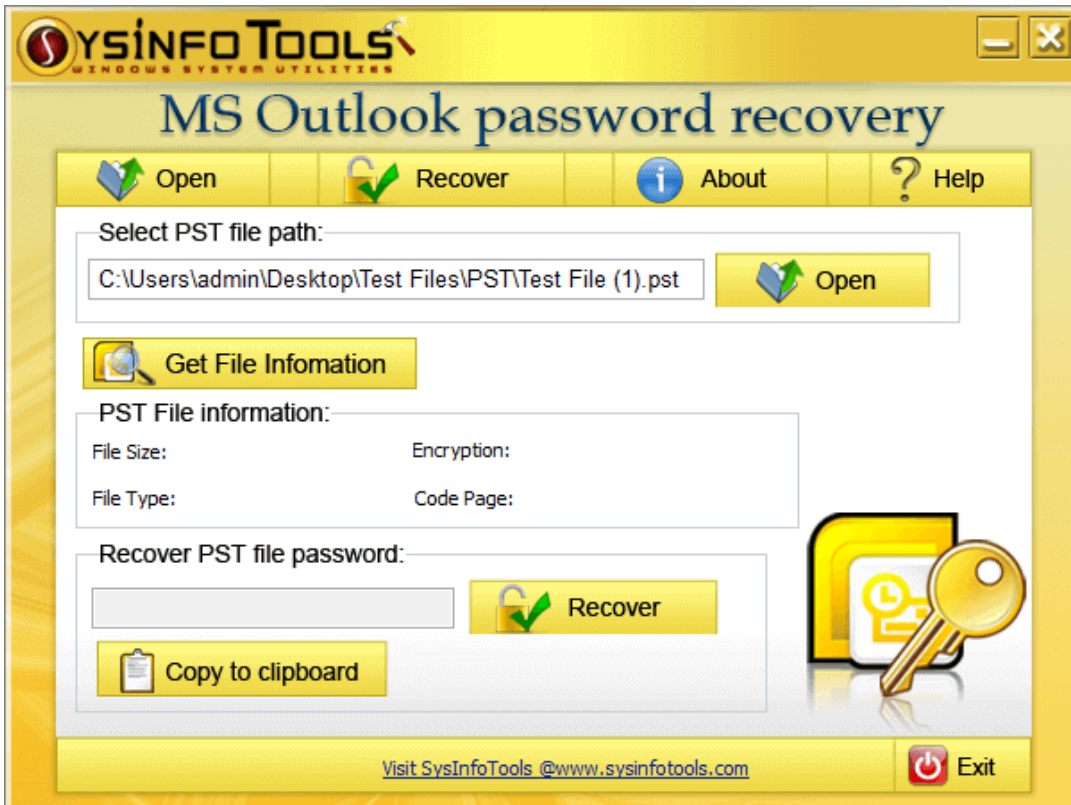 SYSINFOTOOLS
WINDOWS SYSTEM UTILITIES
MS Outlook password recovery
Open Recover About Help
Select PST file path:
C:\Users\admin\Desktop\Test Files\PST\Test File (1).pst Open
Get File Infomation
PST File information:
File Size: Encryption:
File Type: Code Page:
Recover PST file password:
Recover
Copy to clipboard
Visit SysInfoTools @www.sysinfotools.com Exit